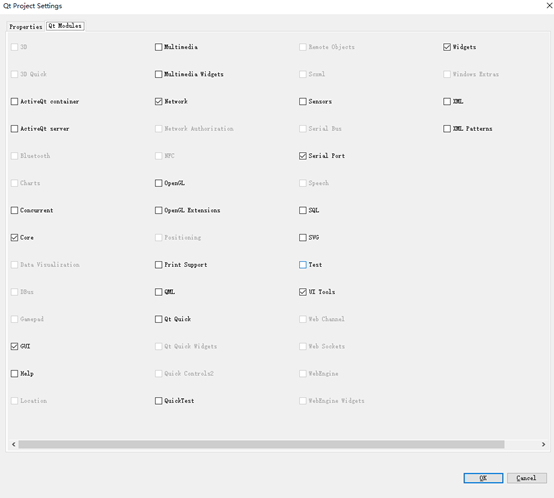 Qt Project Settings
Properties
Qt Modules
3D
Multimedia
Remote Objects
Widgets
3D Quick
Multimedia Widgets
Scxml
Windows Extras
ActiveQt container
Network
Sensors
XML
ActiveQt server
Network Authorization
Serial Bus
XML Patterns
Bluetooth
NFC
Serial Port
Charts
OpenGL
Speech
Concurrent
OpenGL Extensions
SQL
Core
Positioning
SVG
Data Visualization
Print Support
Test
DBus
QML
UI Tools
Gamepad
Qt Quick
Web Channel
GUI
Qt Quick Widgets
Web Sockets
Help
Quick Controls2
WebEngine
Location
QuickTest
WebEngine Widgets
OK
Cancel